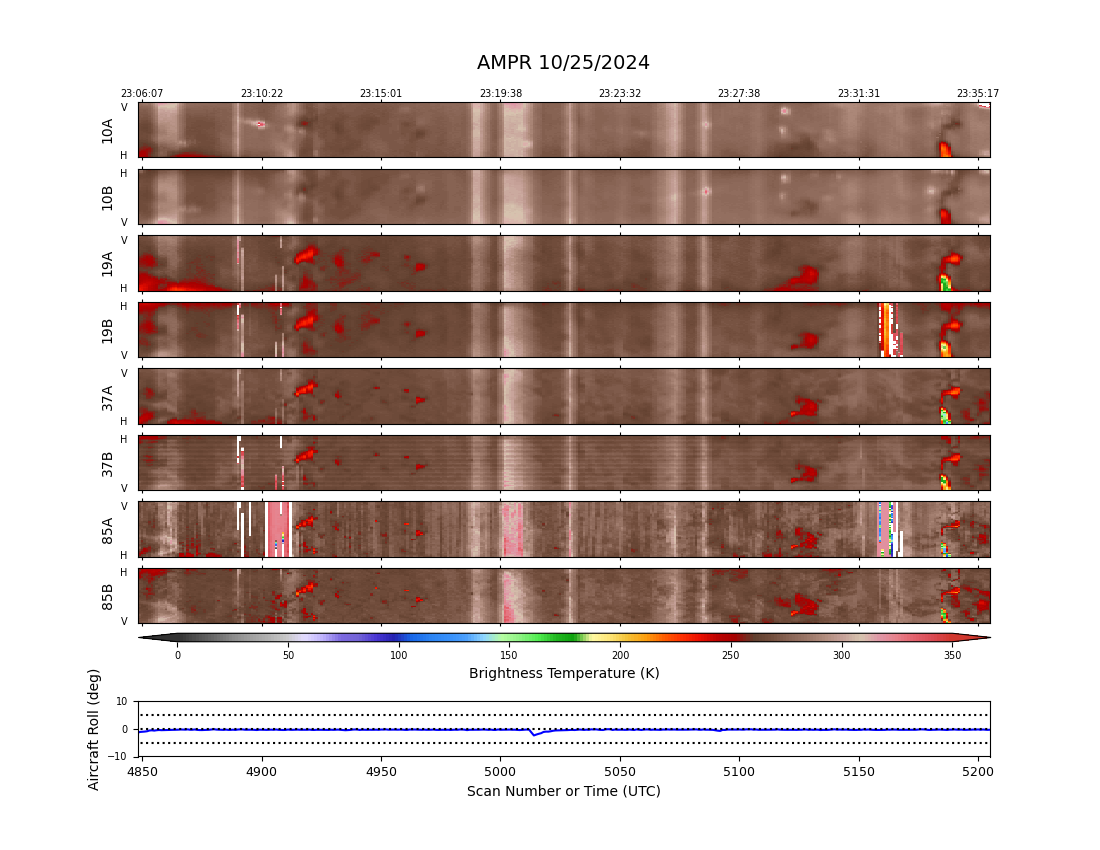 AMPR 10/25/2024
23:06:07 23:10:22 23:15:01 23:19:38 23:23:32 23:27:38 23:31:31 23:35:17
V
10A
H
H
10B
V
V
19A
H
H
19B
V
V
37A
H
H
37B
V
V
85A
H
H
85B
V
0 50 100 150 200 250 300 350
Brightness Temperature (K)
Aircraft Roll (deg)
10
0
−10
4850 4900 4950 5000 5050 5100 5150 5200
Scan Number or Time (UTC)